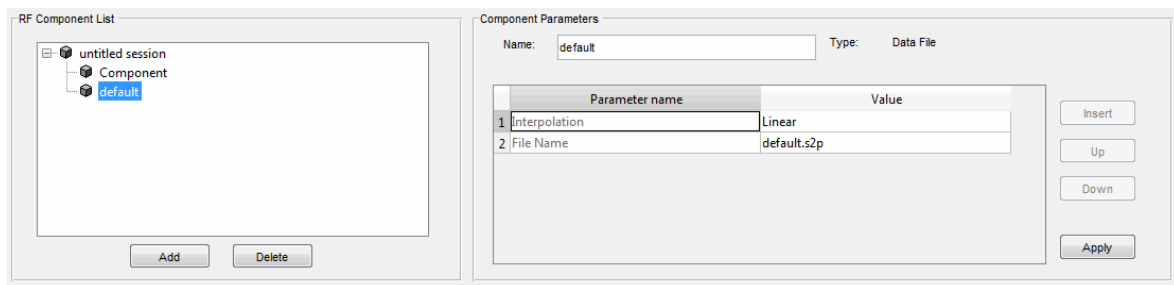 RF Component List
untitled session
Component
default
Add Delete
Component Parameters
Name: default Type: Data File
Parameter name Value
1 Interpolation Linear
2 File Name default.s2p
Insert
Up
Down
Apply